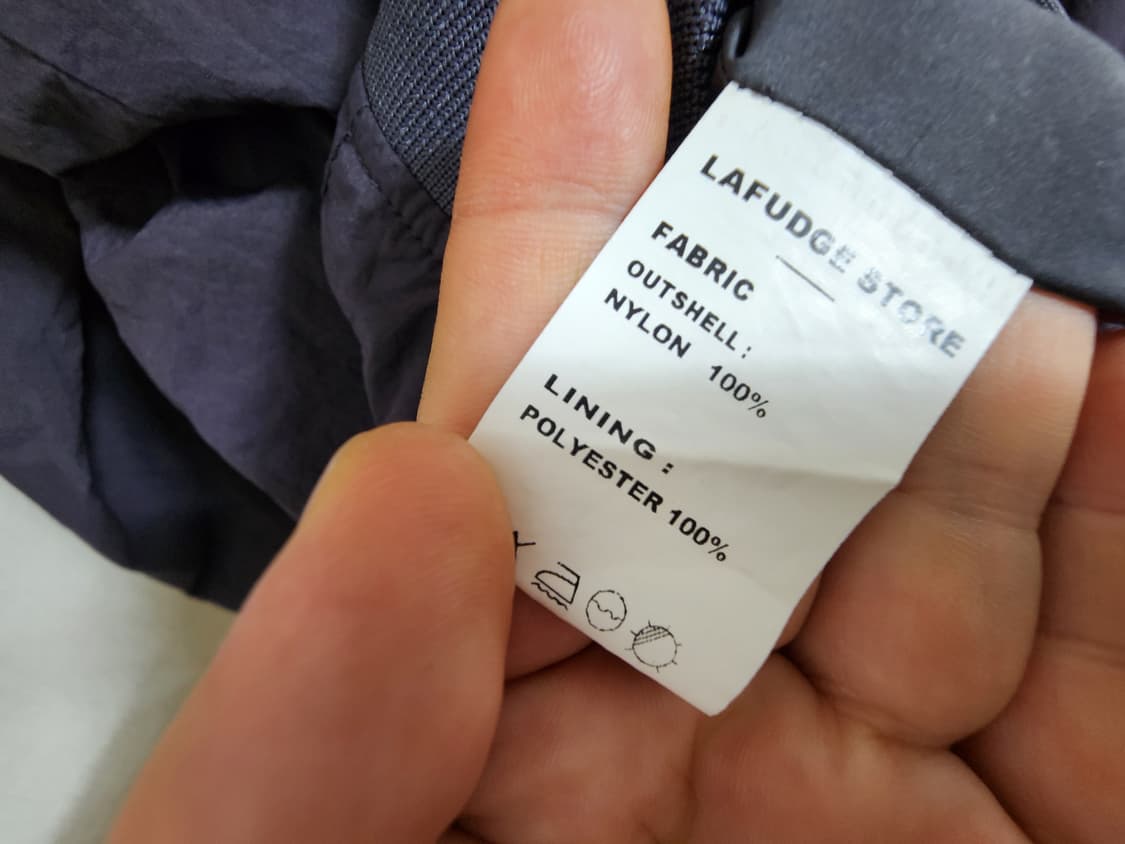 LAFUDGE STORE
FABRIC
OUTSHELL:
NYLON 100%
LINING:
POLYESTER 100%